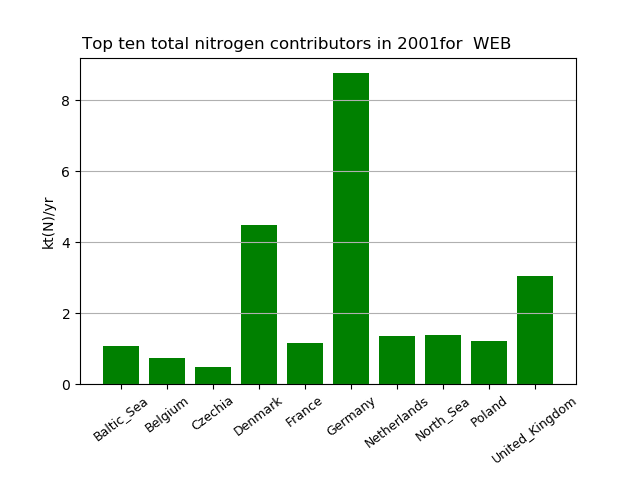 Top ten total nitrogen contributors in 2001for  WEB
kt(N)/yr
8
6
4
2
0
Baltic_Sea
Belgium
Czechia
Denmark
France
Germany
Netherlands
North_Sea
Poland
United_Kingdom